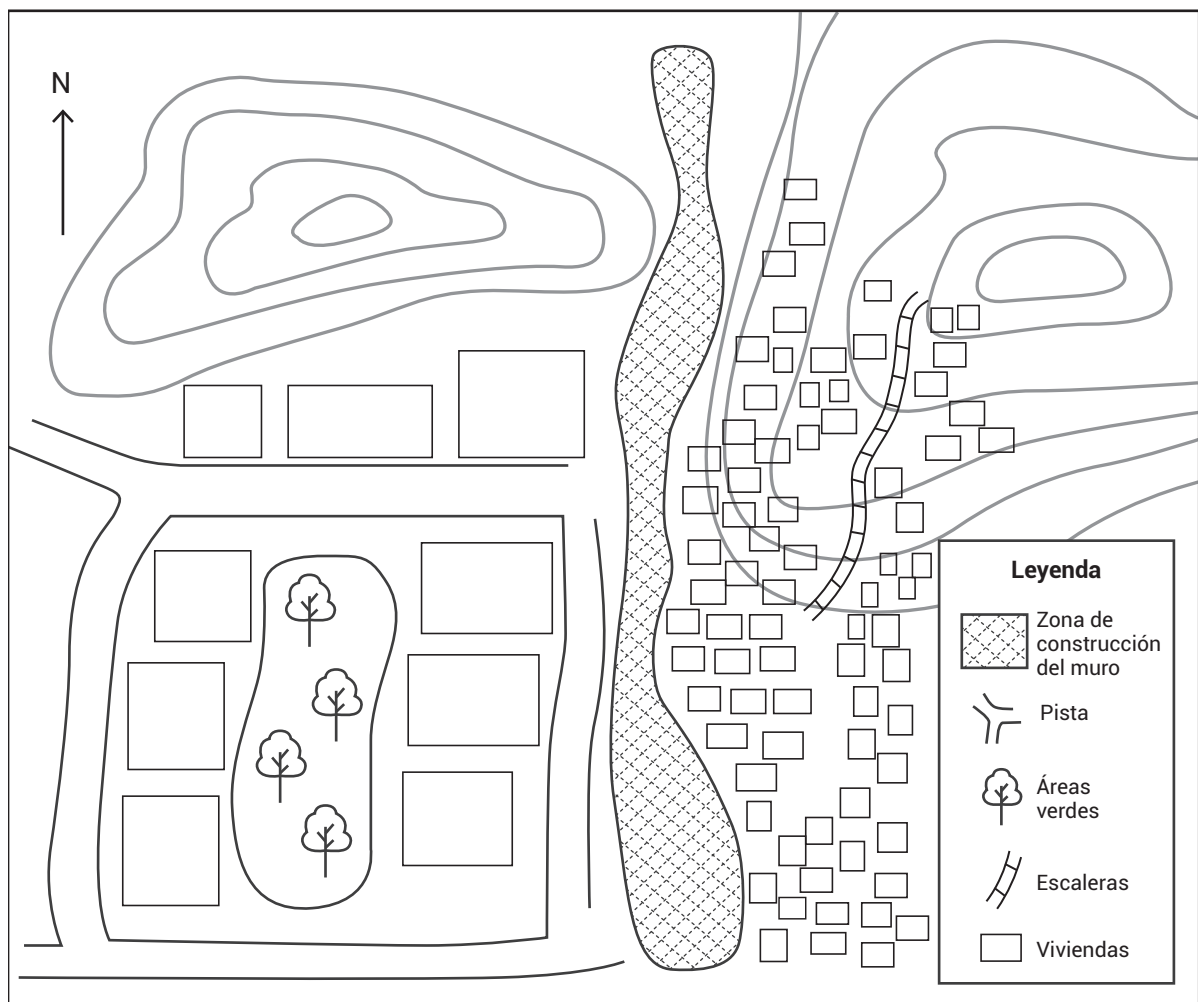 N
Leyenda
Zona de
construcción
del muro
Pista
Áreas
verdes
Escaleras
Viviendas